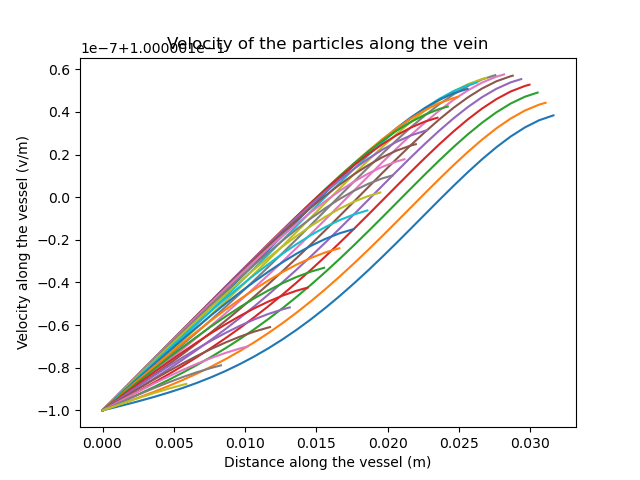 Velocity of the particles along the vein
1e−7+1.000001e−1
0.6
0.4
0.2
0.0
−0.2
−0.4
−0.6
−0.8
−1.0
Velocity along the vessel (v/m)
0.000 0.005 0.010 0.015 0.020 0.025 0.030
Distance along the vessel (m)